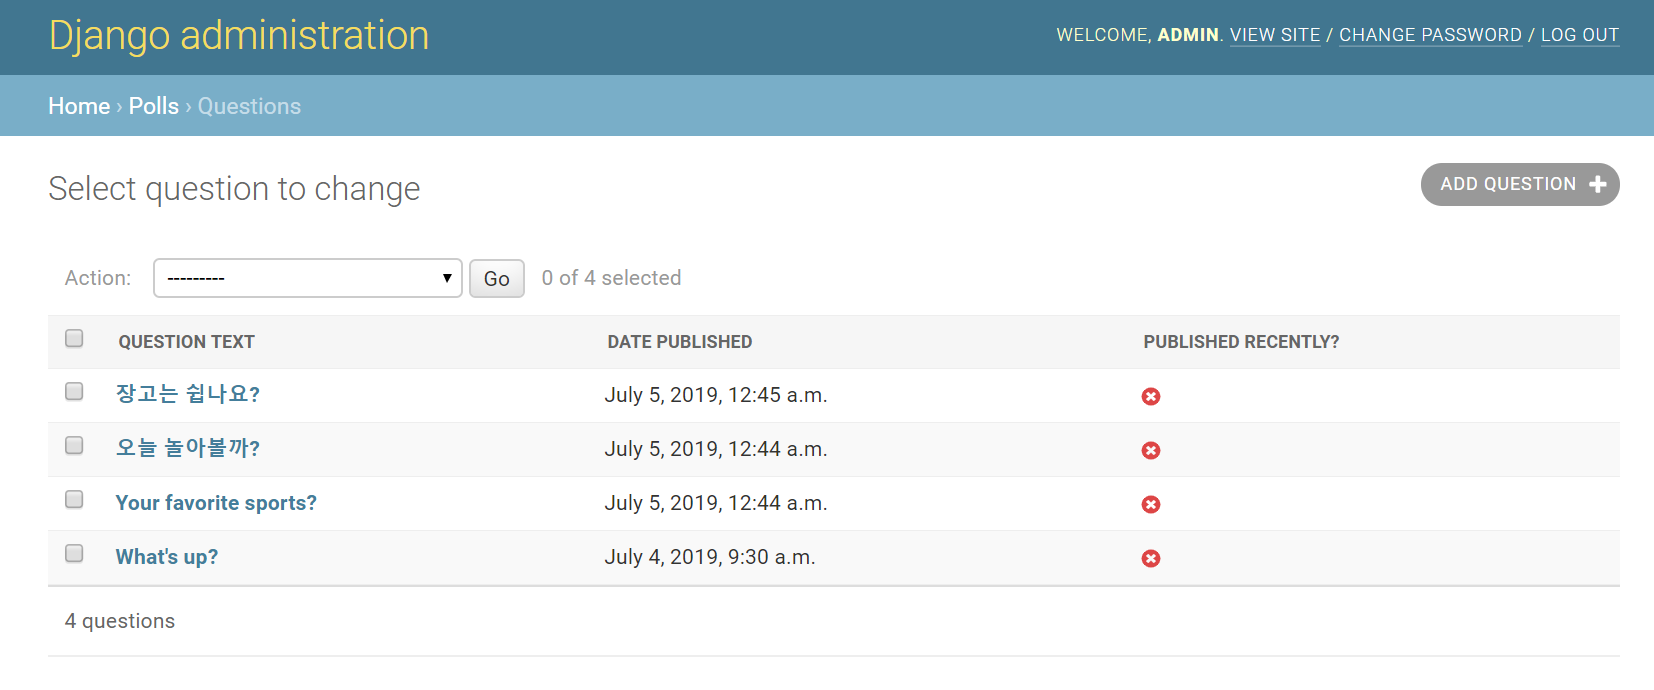 Django administration
WELCOME, ADMIN. VIEW SITE / CHANGE PASSWORD / LOG OUT
Home › Polls › Questions
Select question to change
ADD QUESTION
Action: --------- Go 0 of 4 selected
QUESTION TEXT DATE PUBLISHED PUBLISHED RECENTLY?
장고는 쉽나요? July 5, 2019, 12:45 a.m.
오늘 놀아볼까? July 5, 2019, 12:44 a.m.
Your favorite sports? July 5, 2019, 12:44 a.m.
What's up? July 4, 2019, 9:30 a.m.
4 questions